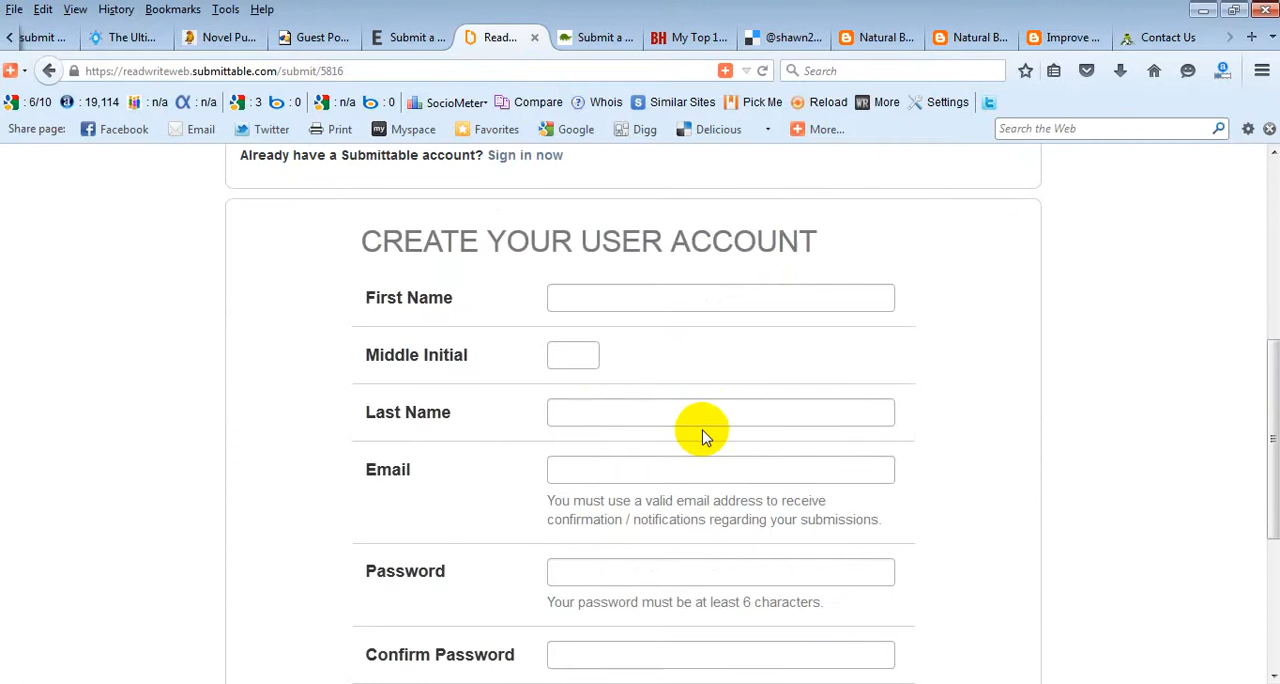 File Edit View History Bookmarks Tools Help
submit ... The Ulti... Novel Pu... Guest Po... Submit a ... Read... Submit a ... BH My Top 1... @shawn2... Natural B... Natural B... Improve ... Contact Us
https://readwriteweb.submittable.com/submit/5816 Search
: 6/10 : 19,114 : n/a : n/a : 3 : 0 : n/a : 0 SocioMeter Compare Whois Similar Sites Pick Me Reload WR More Settings
Share page: Facebook Email Twitter Print my Myspace Favorites Google Digg Delicious More... Search the Web
Already have a Submittable account? Sign in now
CREATE YOUR USER ACCOUNT
First Name
Middle Initial
Last Name
Email
You must use a valid email address to receive
confirmation / notifications regarding your submissions.
Password
Your password must be at least 6 characters.
Confirm Password